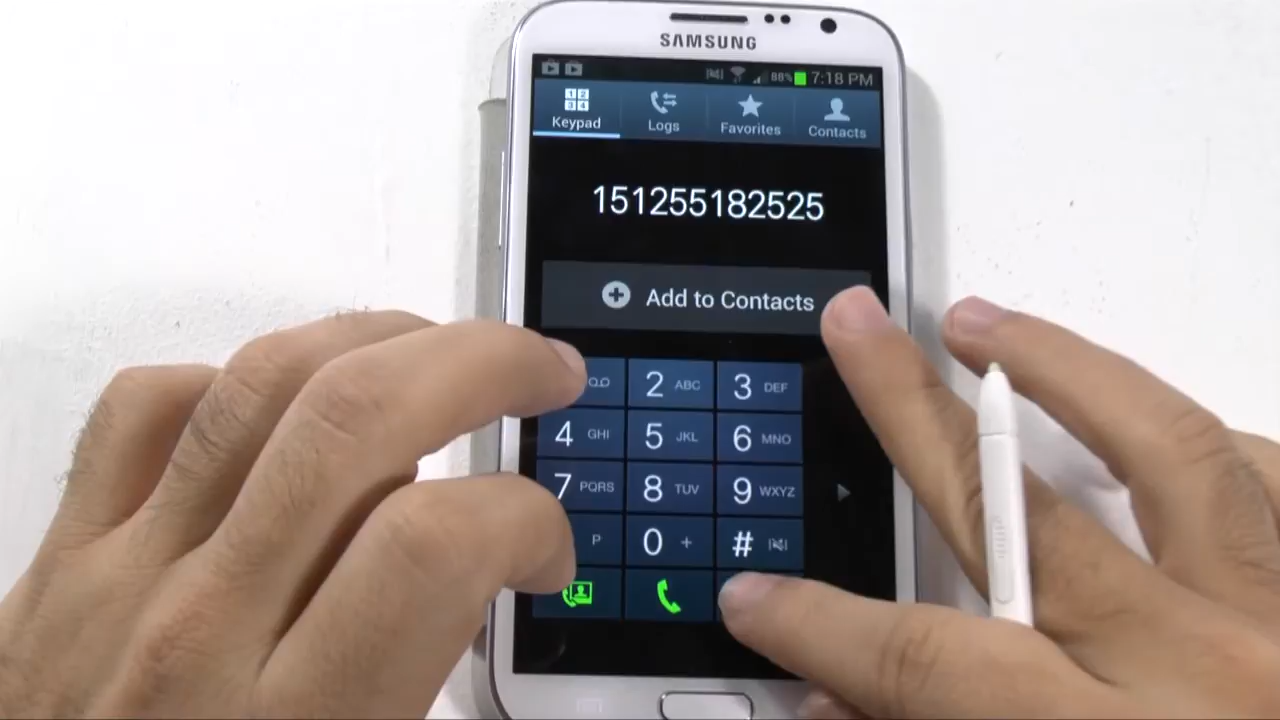 SAMSUNG
88% 7:18 PM
Keypad Logs Favorites Contacts
151255182525
Add to Contacts
2 ABC 3 DEF
4 GHI 5 JKL 6 MNO
7 PQRS 8 TUV 9 WXYZ
P 0 + #